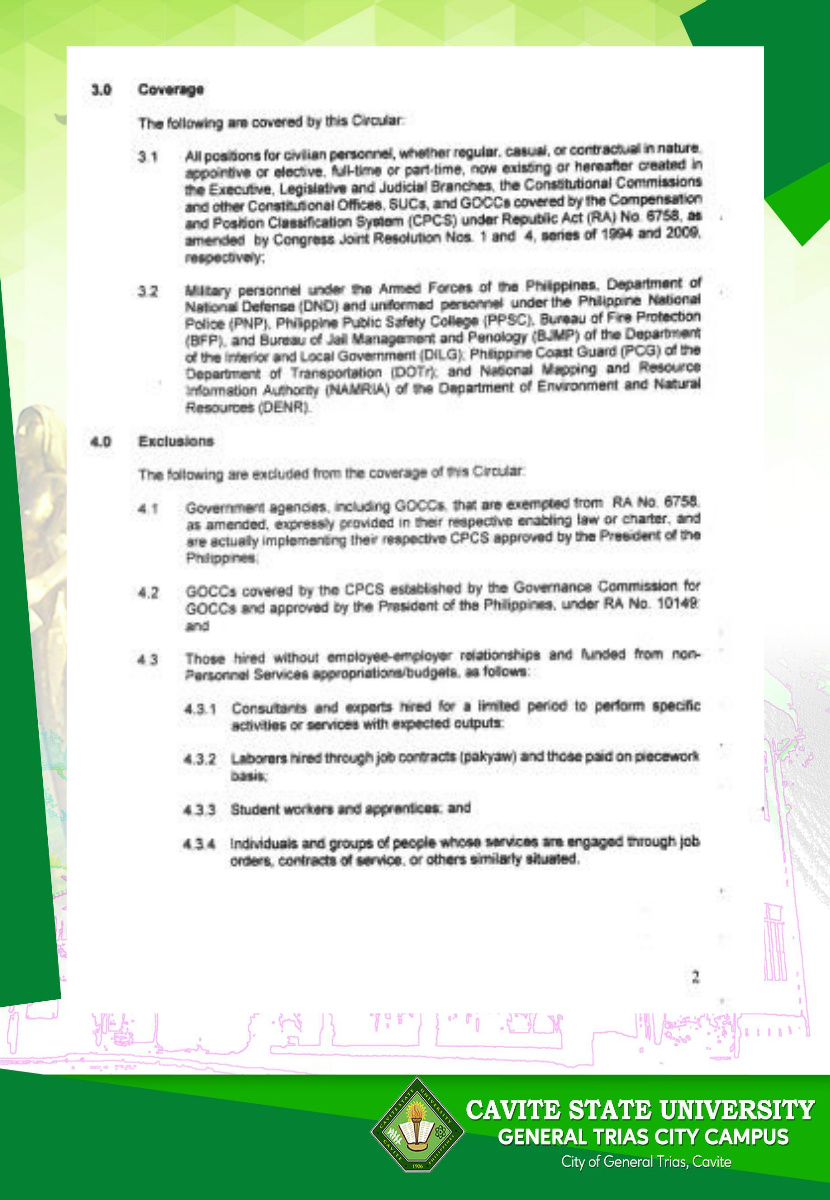 3.0 Coverage
The following are covered by this Circular:
3.1 All positions for civilian personnel, whether regular, casual, or contractual in nature,
appointive or elective, full-time or part-time, now existing or hereafter created in
the Executive, Legislative and Judicial Branches, the Constitutional Commissions
and other Constitutional Offices, SUCs, and GOCCs covered by the Compensation
and Position Classification System (CPCS) under Republic Act (RA) No. 6758, as
amended by Congress Joint Resolution Nos. 1 and 4, series of 1994 and 2009,
respectively;
3.2 Military personnel under the Armed Forces of the Philippines, Department of
National Defense (DND) and uniformed personnel under the Philippine National
Police (PNP), Philippine Public Safety College (PPSC), Bureau of Fire Protection
(BFP), and Bureau of Jail Management and Penology (BJMP) of the Department
of the Interior and Local Government (DILG); Philippine Coast Guard (PCG) of the
Department of Transportation (DOTr); and National Mapping and Resource
Information Authority (NAMRIA) of the Department of Environment and Natural
Resources (DENR).
4.0 Exclusions
The following are excluded from the coverage of this Circular:
4.1 Government agencies, including GOCCs, that are exempted from RA No. 6758,
as amended, expressly provided in their respective enabling law or charter, and
are actually implementing their respective CPCS approved by the President of the
Philippines;
4.2 GOCCs covered by the CPCS established by the Governance Commission for
GOCCs and approved by the President of the Philippines, under RA No. 10149;
and
4.3 Those hired without employee-employer relationships and funded from non-
Personnel Services appropriations/budgets, as follows:
4.3.1 Consultants and experts hired for a limited period to perform specific
activities or services with expected outputs;
4.3.2 Laborers hired through job contracts (pakyaw) and those paid on piecework
basis;
4.3.3 Student workers and apprentices; and
4.3.4 Individuals and groups of people whose services are engaged through job
orders, contracts of service, or others similarly situated.
2
CAVITE STATE UNIVERSITY
GENERAL TRIAS CITY CAMPUS
City of General Trias, Cavite
1906